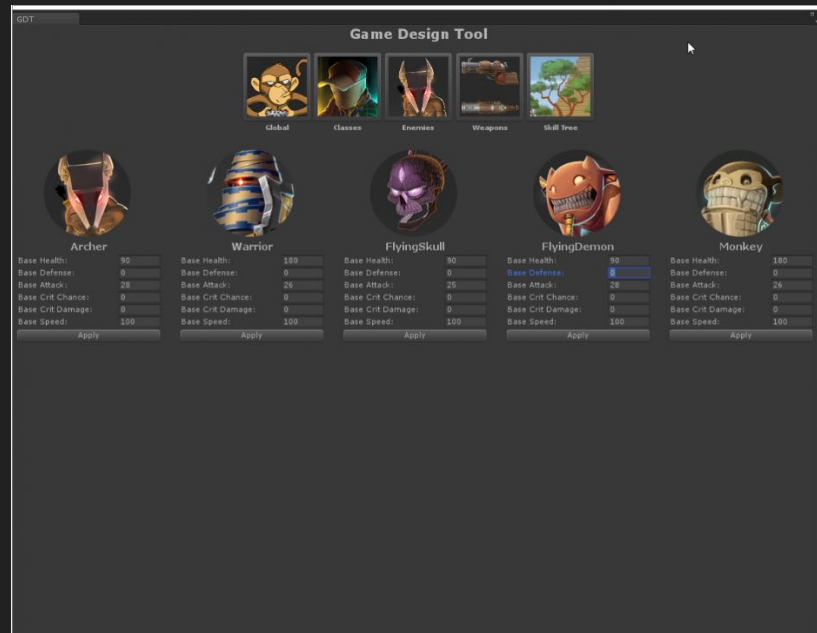 GDT
Game Design Tool
Global Classes Enemies Weapons Skill Tree
Archer Warrior FlyingSkull FlyingDemon Monkey
Base Health: 90 Base Health: 180 Base Health: 90 Base Health: 90 Base Health: 180
Base Defense: 0 Base Defense: 0 Base Defense: 0 Base Defense: 0 Base Defense: 0
Base Attack: 28 Base Attack: 26 Base Attack: 25 Base Attack: 28 Base Attack: 26
Base Crit Chance: 0 Base Crit Chance: 0 Base Crit Chance: 0 Base Crit Chance: 0 Base Crit Chance: 0
Base Crit Damage: 0 Base Crit Damage: 0 Base Crit Damage: 0 Base Crit Damage: 0 Base Crit Damage: 0
Base Speed: 100 Base Speed: 100 Base Speed: 100 Base Speed: 100 Base Speed: 100
Apply Apply Apply Apply Apply